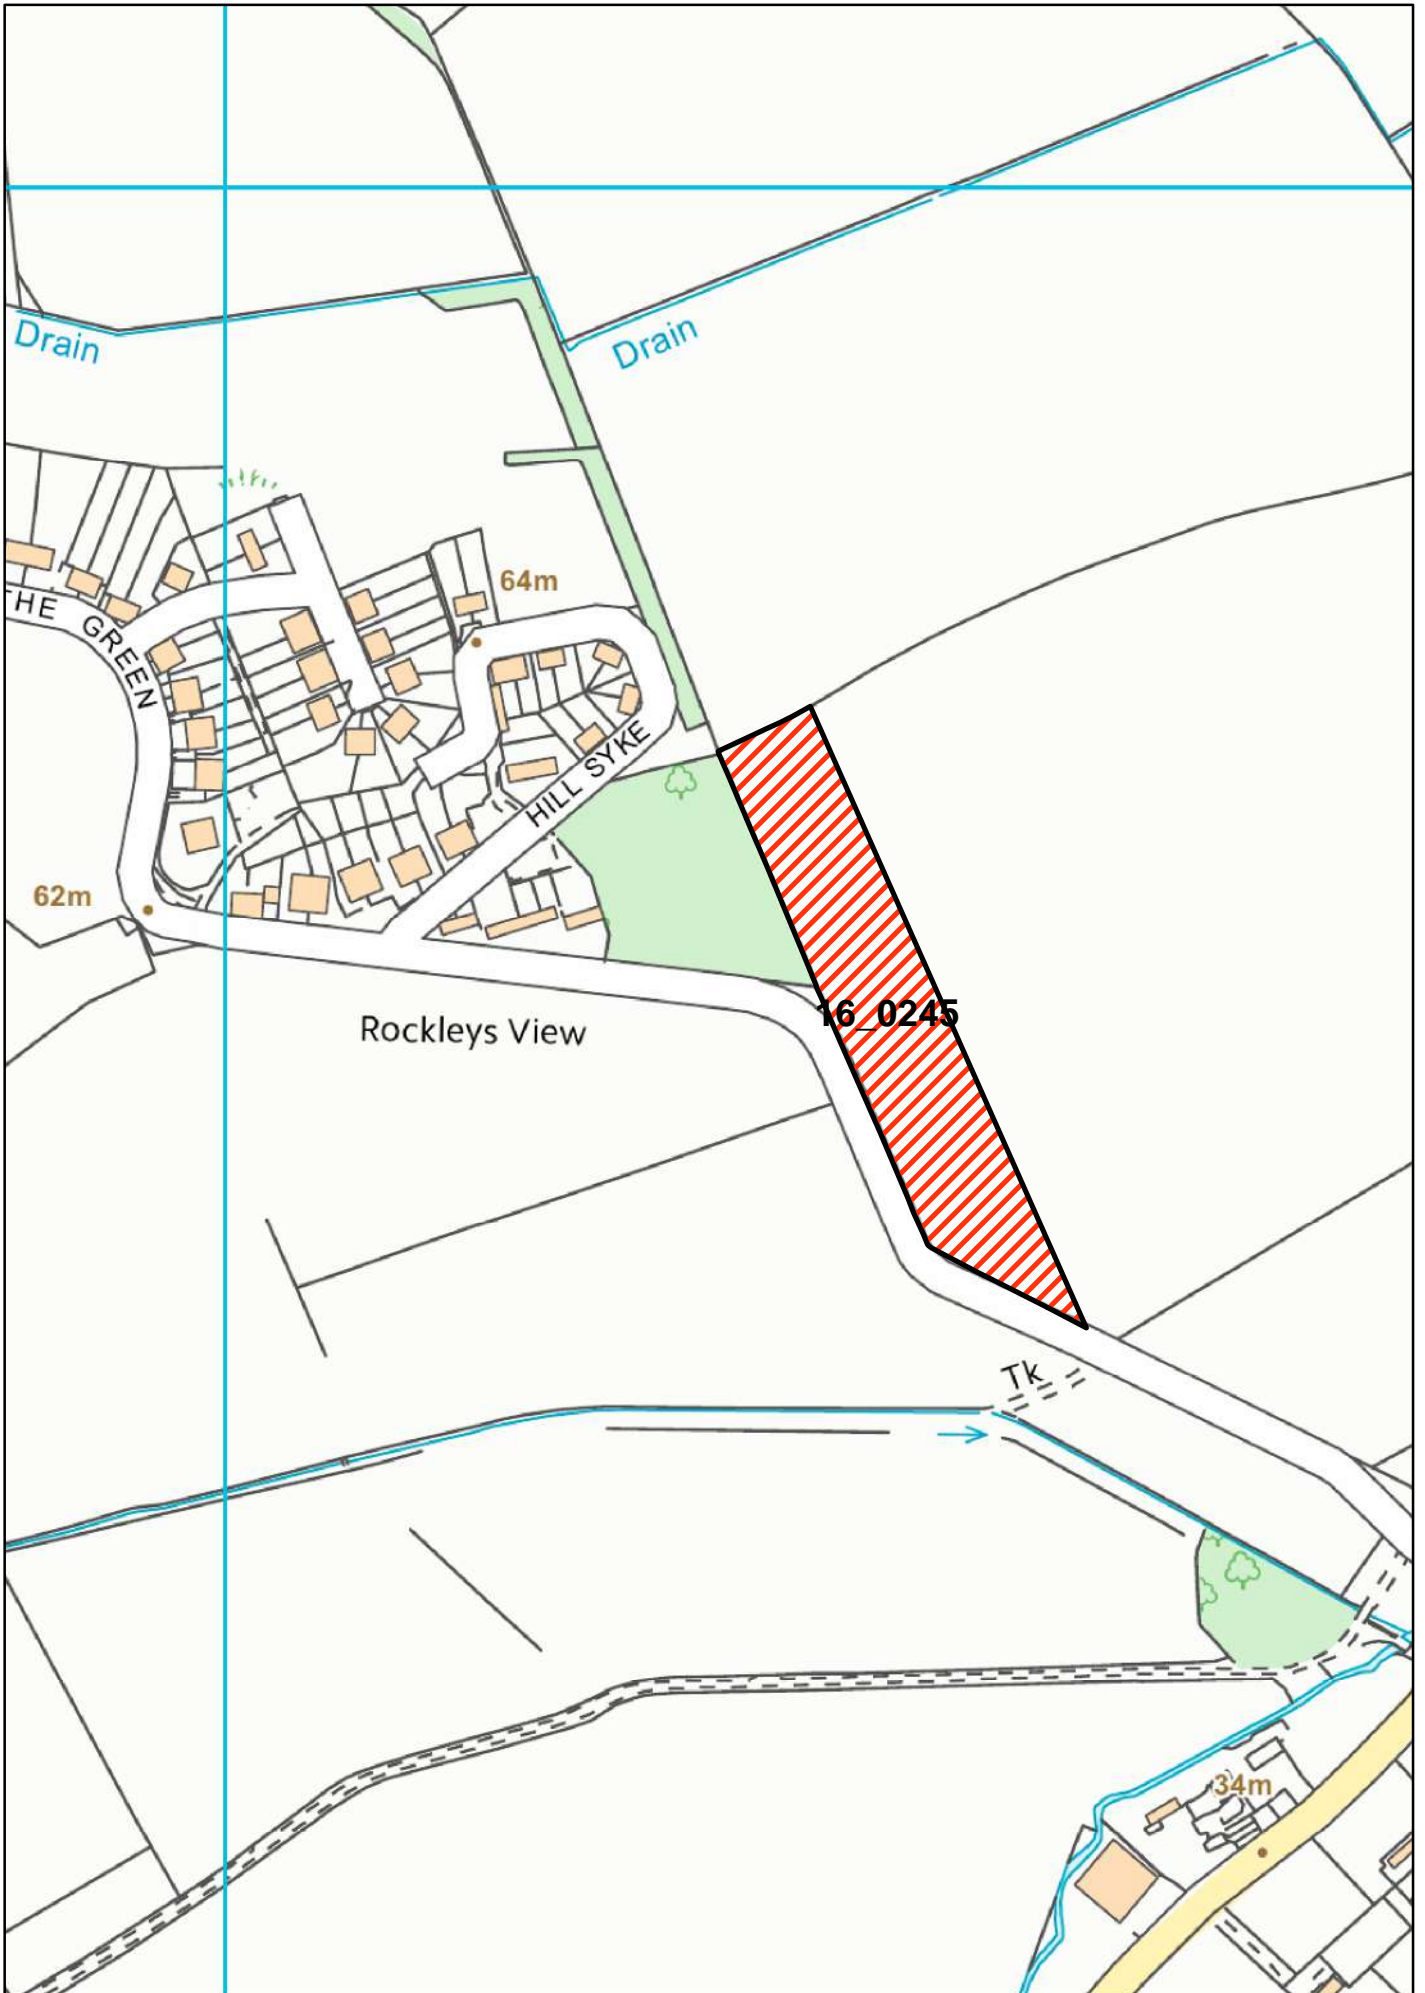 Drain
Drain
64m
THE GREEN
HILL SYKE
62m
16_0245
Rockleys View
Tk
34m